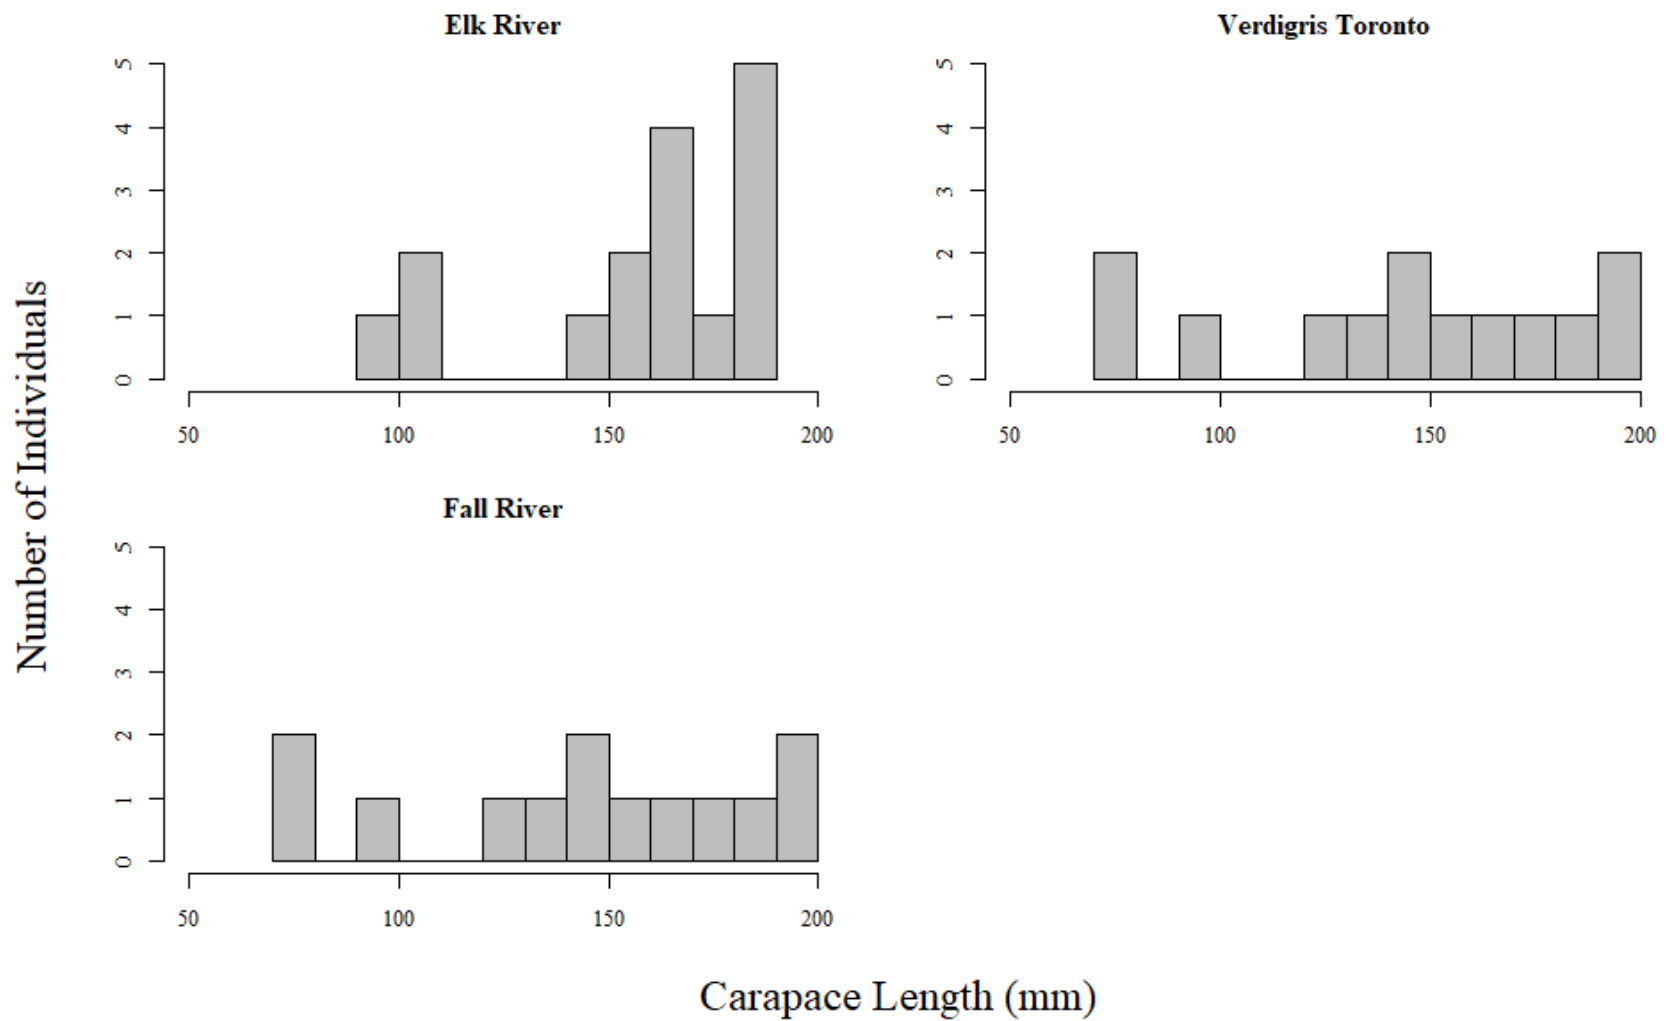 Elk River
5
4
3
2
1
0
50 100 150 200
Verdigris Toronto
5
4
3
2
1
0
50 100 150 200
Fall River
5
4
3
2
1
0
50 100 150 200
Number of Individuals
Carapace Length (mm)